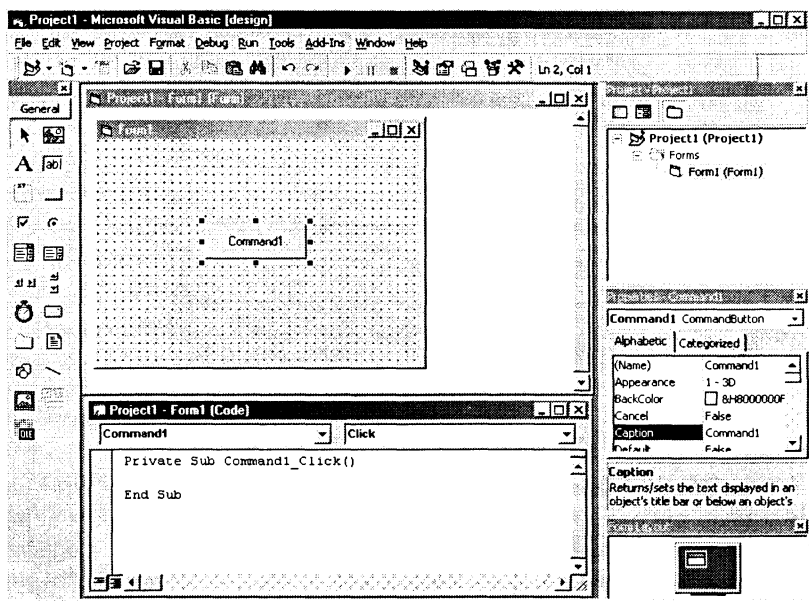 Project1 - Microsoft Visual Basic [design]
File Edit View Project Format Debug Run Tools Add-Ins Window Help
Ln 2, Col 1
General
A
ab|
OLE
Project1 - Form1 (Form)
Form1
Command1
Project1 - Form1 (Code)
Command1
Click
Private Sub Command1_Click()
End Sub
Project1 (Project1)
Forms
Form1 (Form1)
Properties - Command1
Command1 CommandButton
Alphabetic Categorized
(Name) Command1
Appearance 1 - 3D
BackColor &H8000000F
Cancel False
Caption Command1
Default False
Caption
Returns/sets the text displayed in an
object's title bar or below an object's
Form Layout